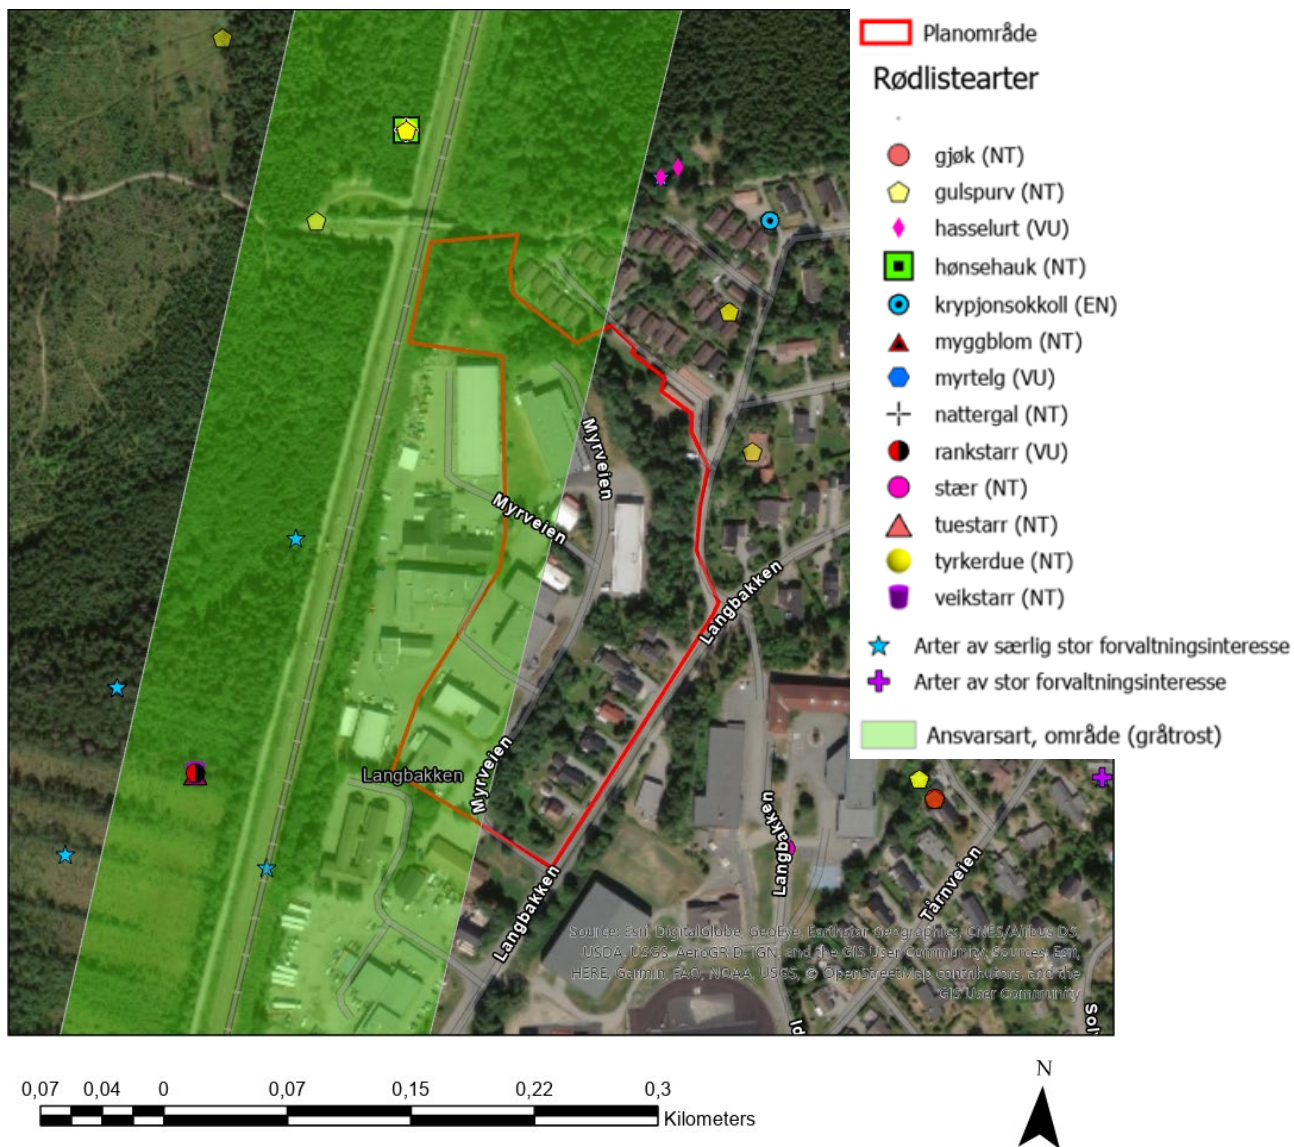 Planområde
Rødlistearter
gjøk (NT)
gulspurv (NT)
hasselurt (VU)
hønsehauk (NT)
krypjonsokkoll (EN)
myggblom (NT)
myrtelg (VU)
nattergal (NT)
rankstarr (VU)
stær (NT)
tuestarr (NT)
tyrkerdue (NT)
veikstarr (NT)
Arter av særlig stor forvaltningsinteresse
Arter av stor forvaltningsinteresse
Ansvarsart, område (gråtrost)
Myrveien
Myrveien
Langbakken
Myrveien
Langbakken
Langbakken
Langbakken
Tårnveien
Source: Esri, DigitalGlobe, GeoEye, Earthstar Geographics, CNES/Airbus DS,
USDA, USGS, AeroGRID, IGN, and the GIS User Community, Sources: Esri,
HERE, Garmin, FAO, NOAA, USGS, © OpenStreetMap contributors, and the
GIS User Community
Sol
0,07 0,04 0 0,07 0,15 0,22 0,3
Kilometers
N